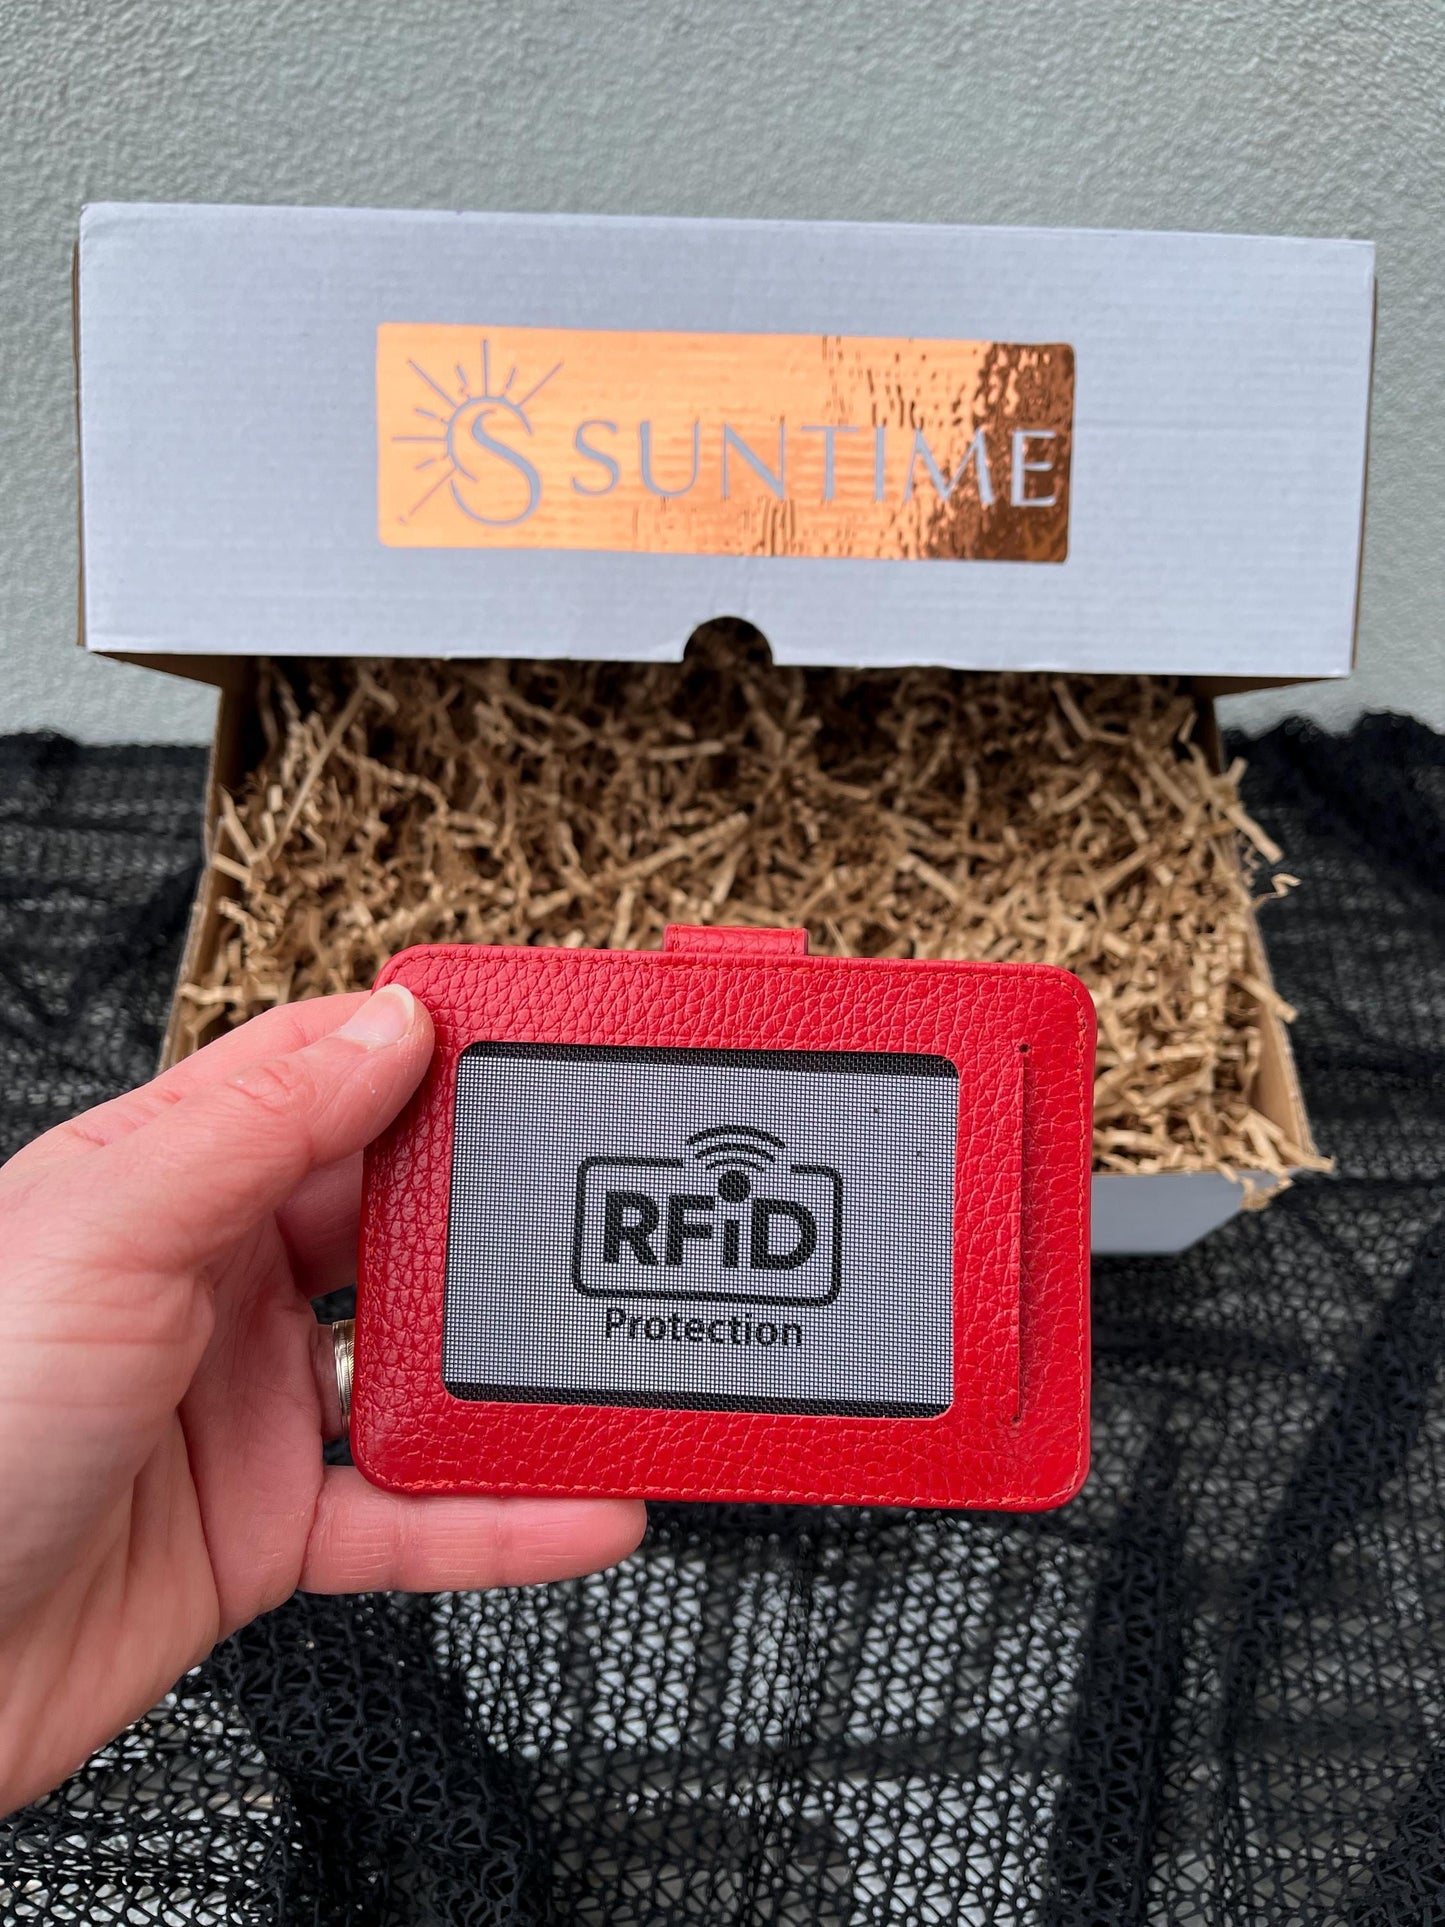 S SUNTIME
RFiD
Protection